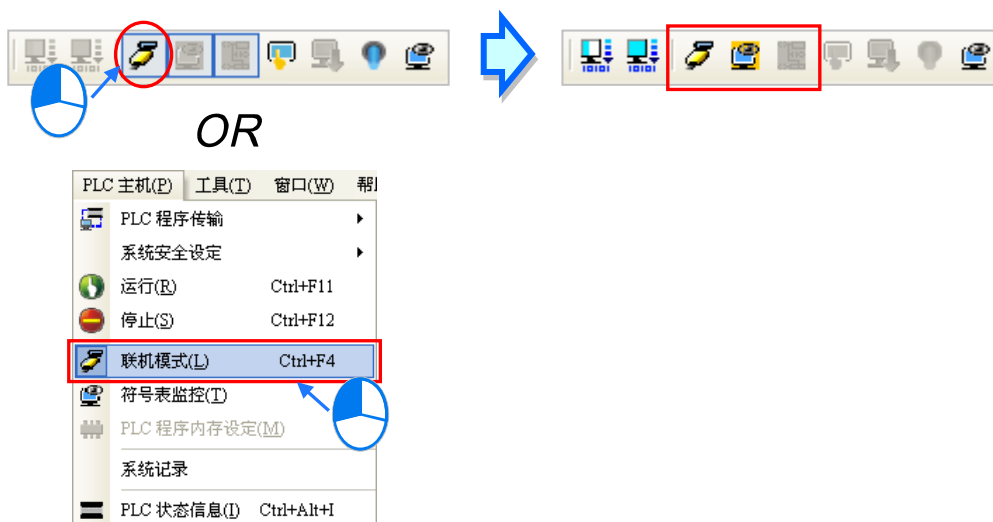 OR
PLC 主机(P) 工具(T) 窗口(W)
PLC 程序传输
系统安全设定
运行(R) Ctrl+F11
停止(S) Ctrl+F12
联机模式(L) Ctrl+F4
符号表监控(T)
PLC 程序内存设定(M)
系统记录
PLC 状态信息(I) Ctrl+Alt+I